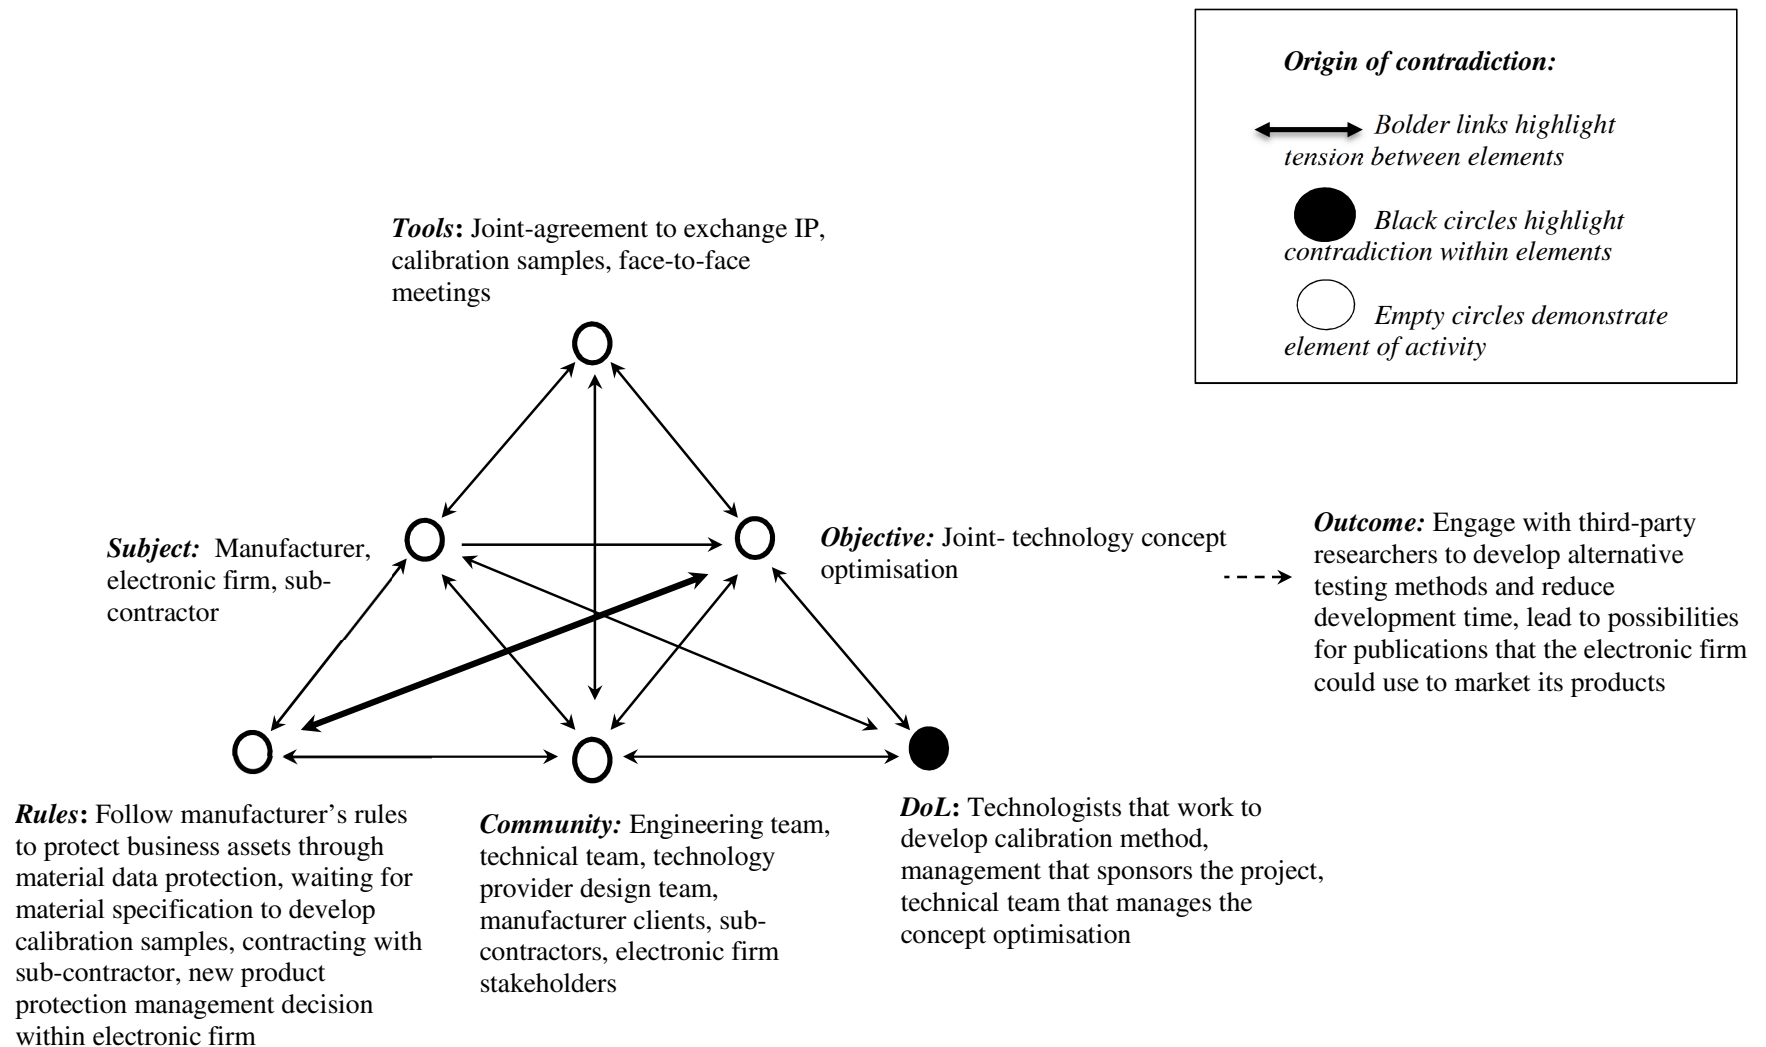 Origin of contradiction:
Bolder links highlight
tension between elements
Black circles highlight
contradiction within elements
Empty circles demonstrate
element of activity
Tools: Joint-agreement to exchange IP,
calibration samples, face-to-face
meetings
Subject: Manufacturer,
electronic firm, sub-
contractor
Objective: Joint- technology concept
optimisation
Outcome: Engage with third-party
researchers to develop alternative
testing methods and reduce
development time, lead to possibilities
for publications that the electronic firm
could use to market its products
Rules: Follow manufacturer’s rules
to protect business assets through
material data protection, waiting for
material specification to develop
calibration samples, contracting with
sub-contractor, new product
protection management decision
within electronic firm
Community: Engineering team,
technical team, technology
provider design team,
manufacturer clients, sub-
contractors, electronic firm
stakeholders
DoL: Technologists that work to
develop calibration method,
management that sponsors the project,
technical team that manages the
concept optimisation